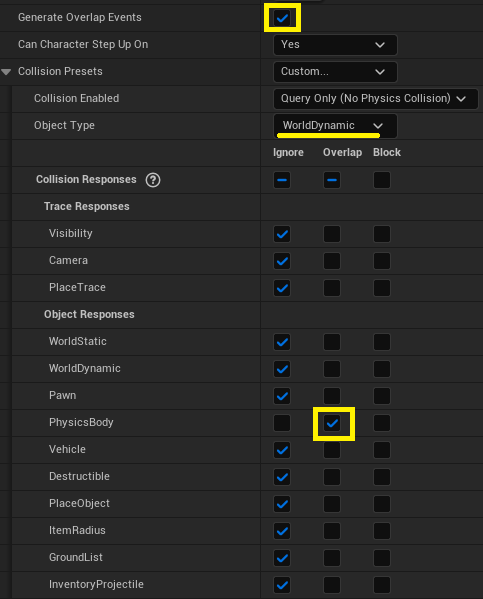 Generate Overlap Events
Can Character Step Up On Yes
Collision Presets Custom...
Collision Enabled Query Only (No Physics Collision)
Object Type WorldDynamic
Ignore Overlap Block
Collision Responses ?
Trace Responses
Visibility
Camera
PlaceTrace
Object Responses
WorldStatic
WorldDynamic
Pawn
PhysicsBody
Vehicle
Destructible
PlaceObject
ItemRadius
GroundList
InventoryProjectile